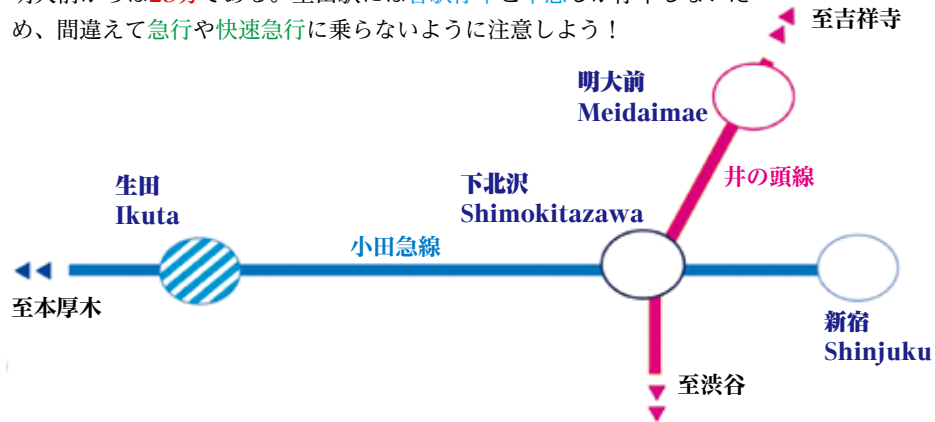 め、間違えて急行や快速急行に乗らないように注意しよう！
至吉祥寺
明大前
Meidaimae
井の頭線
生田
Ikuta
下北沢
Shimokitazawa
小田急線
至本厚木
新宿
Shinjuku
至渋谷